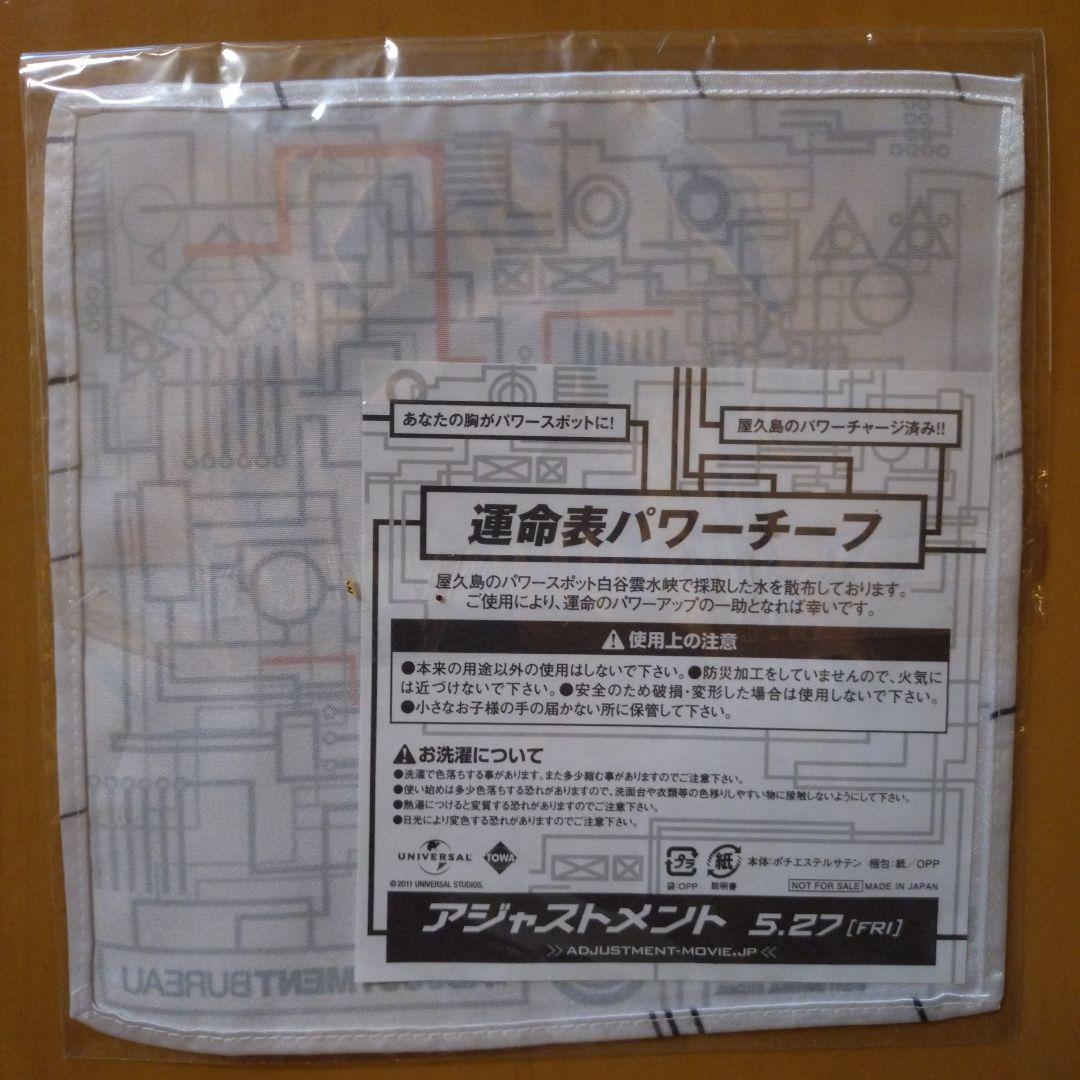 あなたの胸がパワースポットに!
屋久島のパワーチャージ済み!!
運命表パワーチーフ
屋久島のパワースポット白谷雲水峡で採取した水を散布しております。
ご使用により、運命のパワーアップの一助となれば幸いです。
使用上の注意
●本来の用途以外の使用はしないで下さい。●防災加工をしていませんので、火気に
は近づけないで下さい。●安全のため破損・変形した場合は使用しないで下さい。
●小さなお子様の手の届かない所に保管して下さい。
お洗濯について
●洗濯で色落ちする事があります。また多少縮む事がありますのでご注意下さい。
●使い始めは多少色落ちする恐れがありますので、洗面台や衣類等の色移りしやすい物に接触しないようにして下さい。
●熱湯につけると変質する恐れがありますのでご注意下さい。
●日光により変色する恐れがありますのでご注意下さい。
UNIVERSAL TOWA
© 2011 UNIVERSAL STUDIOS.
プラ 紙 本体:ポチエステルサテン 梱包:紙/OPP
袋:OPP 説明書 NOT FOR SALE MADE IN JAPAN
アジャストメント 5.27[FRI]
ADJUSTMENT-MOVIE.JP
MENTBUREAU